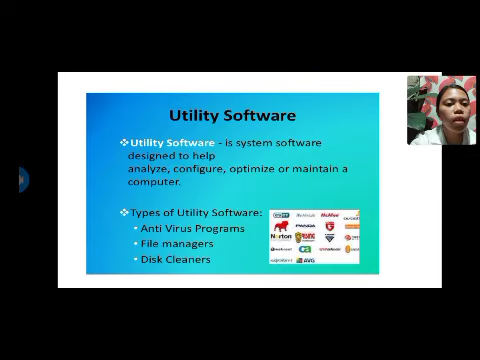 Utility Software
❖Utility Software - is system software
designed to help
analyze, configure, optimize or maintain a
computer.
❖Types of Utility Software:
• Anti Virus Programs
• File managers
• Disk Cleaners
eseT
McAfee
Norton
PANDA
AVG